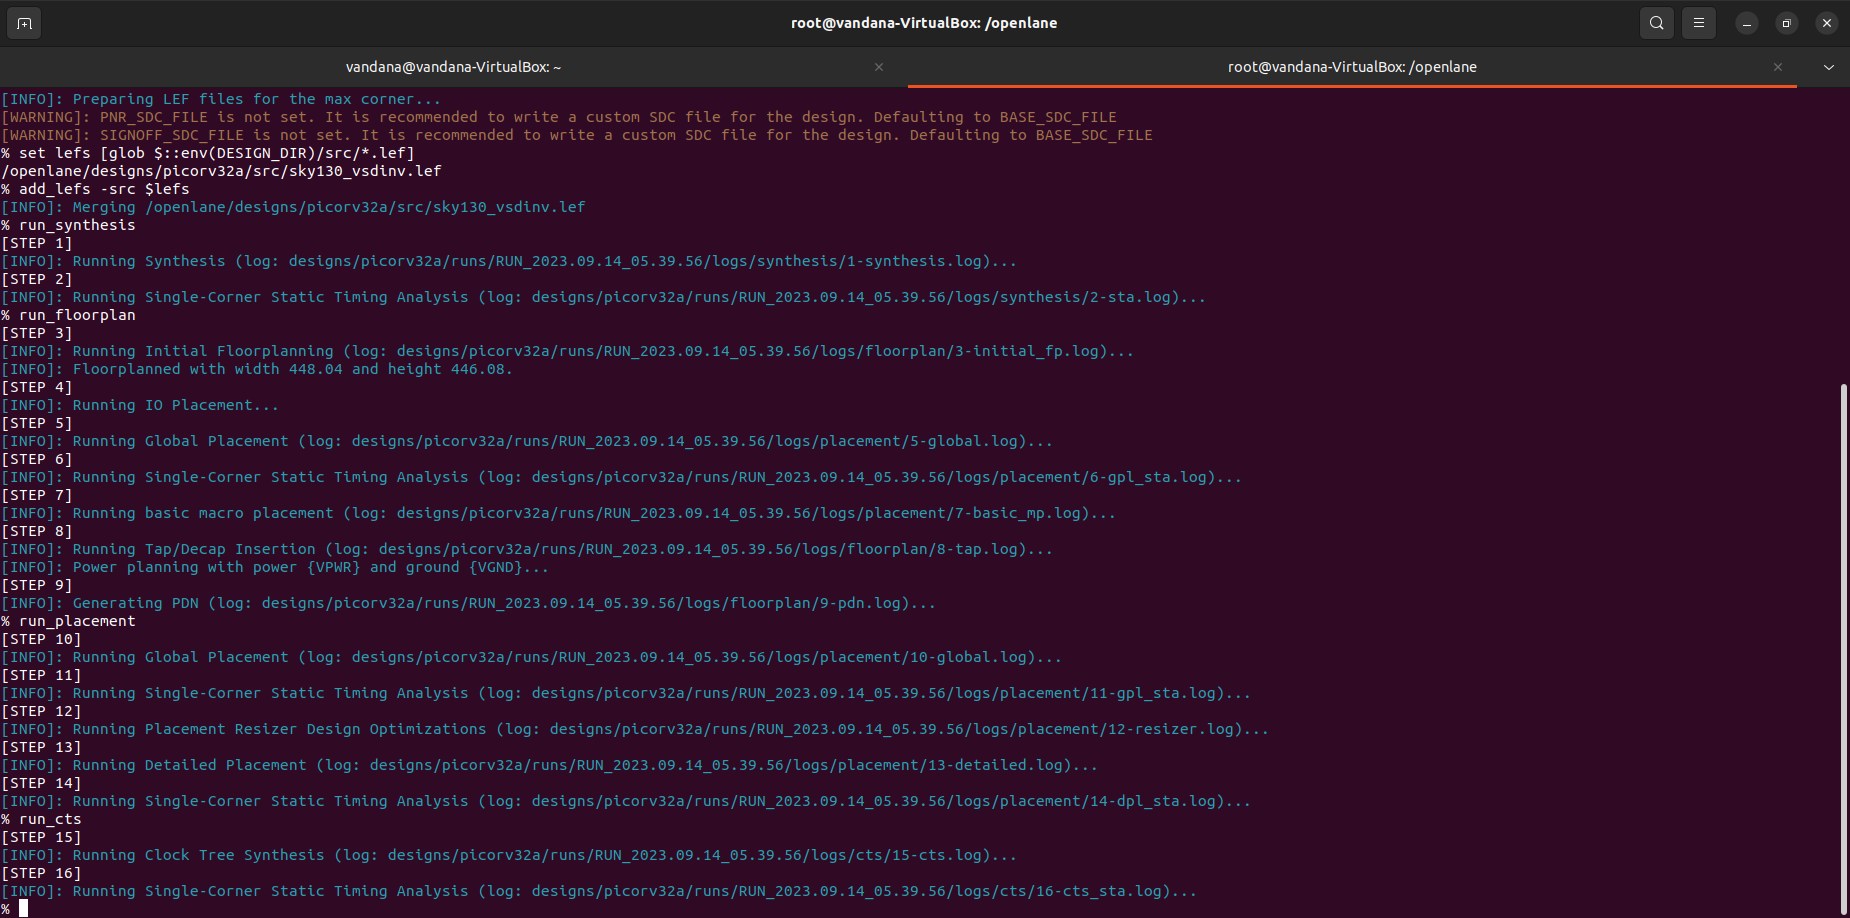 root@vandana-VirtualBox: /openlane
vandana@vandana-VirtualBox: ~
root@vandana-VirtualBox: /openlane
[INFO]: Preparing LEF files for the max corner...
[WARNING]: PNR_SDC_FILE is not set. It is recommended to write a custom SDC file for the design. Defaulting to BASE_SDC_FILE
[WARNING]: SIGNOFF_SDC_FILE is not set. It is recommended to write a custom SDC file for the design. Defaulting to BASE_SDC_FILE
% set lefs [glob $::env(DESIGN_DIR)/src/*.lef]
/openlane/designs/picorv32a/src/sky130_vsdinv.lef
% add_lefs -src $lefs
[INFO]: Merging /openlane/designs/picorv32a/src/sky130_vsdinv.lef
% run_synthesis
[STEP 1]
[INFO]: Running Synthesis (log: designs/picorv32a/runs/RUN_2023.09.14_05.39.56/logs/synthesis/1-synthesis.log)...
[STEP 2]
[INFO]: Running Single-Corner Static Timing Analysis (log: designs/picorv32a/runs/RUN_2023.09.14_05.39.56/logs/synthesis/2-sta.log)...
% run_floorplan
[STEP 3]
[INFO]: Running Initial Floorplanning (log: designs/picorv32a/runs/RUN_2023.09.14_05.39.56/logs/floorplan/3-initial_fp.log)...
[INFO]: Floorplanned with width 448.04 and height 446.08.
[STEP 4]
[INFO]: Running IO Placement...
[STEP 5]
[INFO]: Running Global Placement (log: designs/picorv32a/runs/RUN_2023.09.14_05.39.56/logs/placement/5-global.log)...
[STEP 6]
[INFO]: Running Single-Corner Static Timing Analysis (log: designs/picorv32a/runs/RUN_2023.09.14_05.39.56/logs/placement/6-gpl_sta.log)...
[STEP 7]
[INFO]: Running basic macro placement (log: designs/picorv32a/runs/RUN_2023.09.14_05.39.56/logs/placement/7-basic_mp.log)...
[STEP 8]
[INFO]: Running Tap/Decap Insertion (log: designs/picorv32a/runs/RUN_2023.09.14_05.39.56/logs/floorplan/8-tap.log)...
[INFO]: Power planning with power {VPWR} and ground {VGND}...
[STEP 9]
[INFO]: Generating PDN (log: designs/picorv32a/runs/RUN_2023.09.14_05.39.56/logs/floorplan/9-pdn.log)...
% run_placement
[STEP 10]
[INFO]: Running Global Placement (log: designs/picorv32a/runs/RUN_2023.09.14_05.39.56/logs/placement/10-global.log)...
[STEP 11]
[INFO]: Running Single-Corner Static Timing Analysis (log: designs/picorv32a/runs/RUN_2023.09.14_05.39.56/logs/placement/11-gpl_sta.log)...
[STEP 12]
[INFO]: Running Placement Resizer Design Optimizations (log: designs/picorv32a/runs/RUN_2023.09.14_05.39.56/logs/placement/12-resizer.log)...
[STEP 13]
[INFO]: Running Detailed Placement (log: designs/picorv32a/runs/RUN_2023.09.14_05.39.56/logs/placement/13-detailed.log)...
[STEP 14]
[INFO]: Running Single-Corner Static Timing Analysis (log: designs/picorv32a/runs/RUN_2023.09.14_05.39.56/logs/placement/14-dpl_sta.log)...
% run_cts
[STEP 15]
[INFO]: Running Clock Tree Synthesis (log: designs/picorv32a/runs/RUN_2023.09.14_05.39.56/logs/cts/15-cts.log)...
[STEP 16]
[INFO]: Running Single-Corner Static Timing Analysis (log: designs/picorv32a/runs/RUN_2023.09.14_05.39.56/logs/cts/16-cts_sta.log)...
%